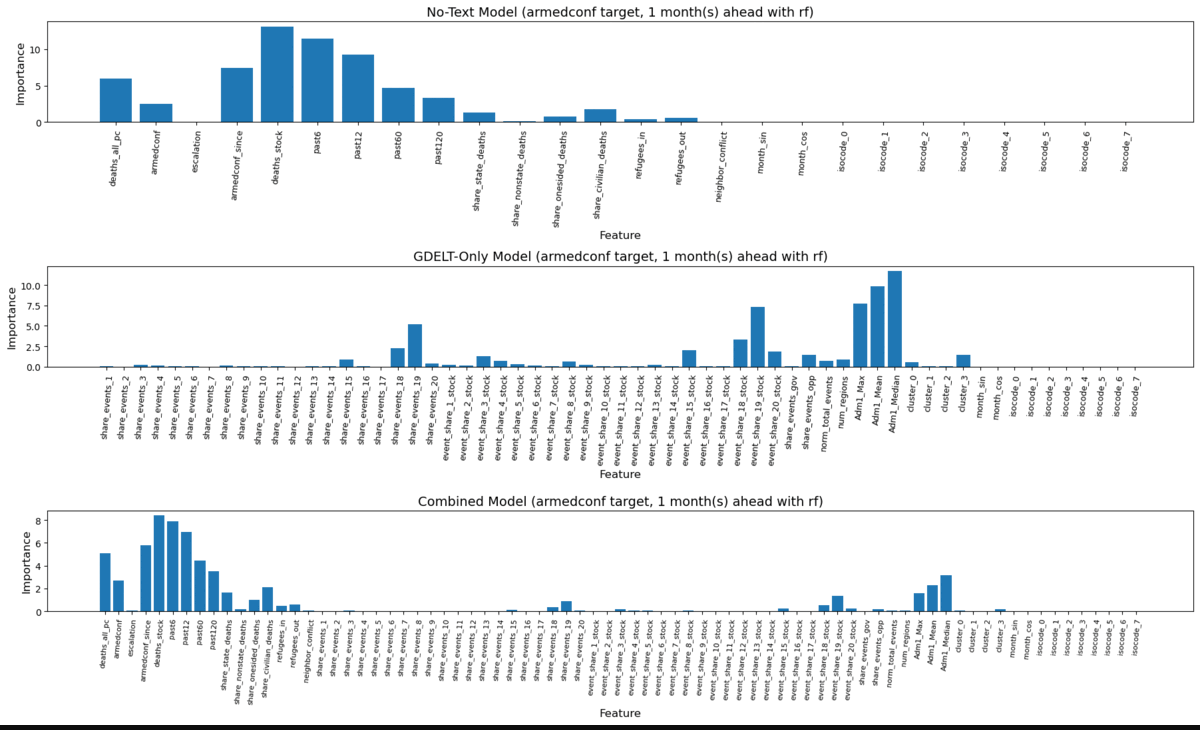 No-Text Model (armedconf target, 1 month(s) ahead with rf)
Importance
10
5
0
deaths_all_pc
armedconf
escalation
armedconf_since
deaths_stock
past6
past12
past60
past120
share_state_deaths
share_nonstate_deaths
share_onesided_deaths
share_civilian_deaths
refugees_in
refugees_out
neighbor_conflict
month_sin
month_cos
isocode_0
isocode_1
isocode_2
isocode_3
isocode_4
isocode_5
isocode_6
isocode_7
Feature
GDELT-Only Model (armedconf target, 1 month(s) ahead with rf)
Importance
10.0
7.5
5.0
2.5
0.0
share_events_1
share_events_2
share_events_3
share_events_4
share_events_5
share_events_6
share_events_7
share_events_8
share_events_9
share_events_10
share_events_11
share_events_12
share_events_13
share_events_14
share_events_15
share_events_16
share_events_17
share_events_18
share_events_19
share_events_20
event_share_1_stock
event_share_2_stock
event_share_3_stock
event_share_4_stock
event_share_5_stock
event_share_6_stock
event_share_7_stock
event_share_8_stock
event_share_9_stock
event_share_10_stock
event_share_11_stock
event_share_12_stock
event_share_13_stock
event_share_14_stock
event_share_15_stock
event_share_16_stock
event_share_17_stock
event_share_18_stock
event_share_19_stock
event_share_20_stock
share_events_gov
share_events_opp
norm_total_events
num_regions
Adm1_Max
Adm1_Mean
Adm1_Median
cluster_0
cluster_1
cluster_2
cluster_3
month_sin
month_cos
isocode_0
isocode_1
isocode_2
isocode_3
isocode_4
isocode_5
isocode_6
isocode_7
Feature
Combined Model (armedconf target, 1 month(s) ahead with rf)
Importance
8
6
4
2
0
deaths_all_pc
armedconf
escalation
armedconf_since
deaths_stock
past6
past12
past60
past120
share_state_deaths
share_nonstate_deaths
share_onesided_deaths
share_civilian_deaths
refugees_in
refugees_out
neighbor_conflict
share_events_1
share_events_2
share_events_3
share_events_4
share_events_5
share_events_6
share_events_7
share_events_8
share_events_9
share_events_10
share_events_11
share_events_12
share_events_13
share_events_14
share_events_15
share_events_16
share_events_17
share_events_18
share_events_19
share_events_20
event_share_1_stock
event_share_2_stock
event_share_3_stock
event_share_4_stock
event_share_5_stock
event_share_6_stock
event_share_7_stock
event_share_8_stock
event_share_9_stock
event_share_10_stock
event_share_11_stock
event_share_12_stock
event_share_13_stock
event_share_14_stock
event_share_15_stock
event_share_16_stock
event_share_17_stock
event_share_18_stock
event_share_19_stock
event_share_20_stock
share_events_gov
share_events_opp
norm_total_events
num_regions
Adm1_Max
Adm1_Mean
Adm1_Median
cluster_0
cluster_1
cluster_2
cluster_3
month_sin
month_cos
isocode_0
isocode_1
isocode_2
isocode_3
isocode_4
isocode_5
isocode_6
isocode_7
Feature